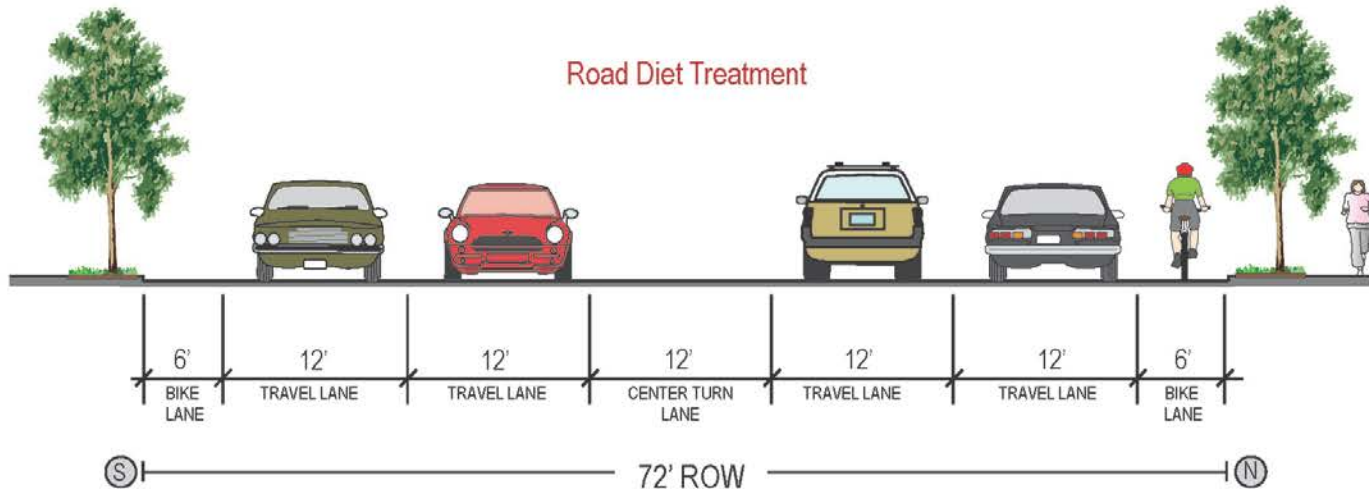 Road Diet Treatment
6' 12' 12' 12' 12' 12' 6'
BIKE LANE TRAVEL LANE TRAVEL LANE CENTER TURN LANE TRAVEL LANE TRAVEL LANE BIKE LANE
S 72' ROW N